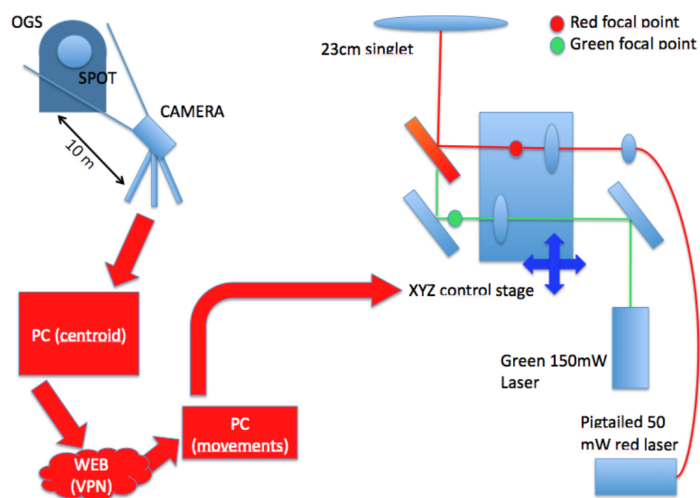 OGS
SPOT
CAMERA
10 m
PC (centroid)
WEB
(VPN)
PC
(movements)
23cm singlet
Red focal point
Green focal point
XYZ control stage
Green 150mW
Laser
Pigtailed 50
mW red laser